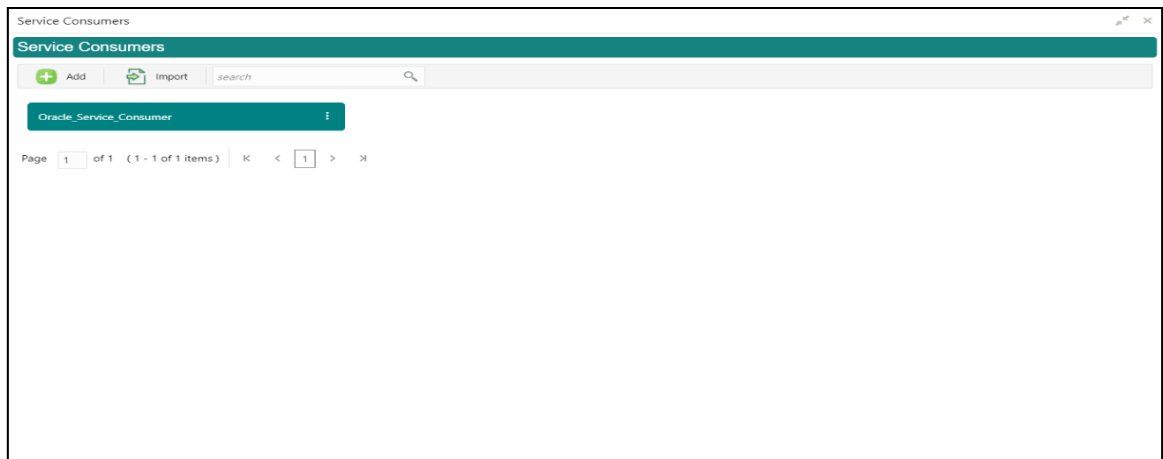 Service Consumers
Service Consumers
Add Import search
Oracle_Service_Consumer
Page 1 of 1 (1 - 1 of 1 items) K < 1 > >|